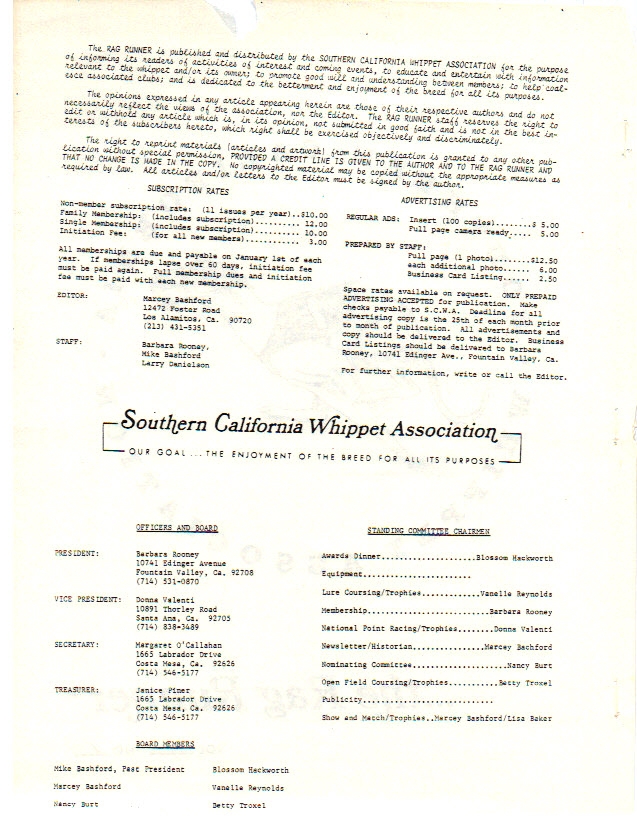 The RAG RUNNER is published and distributed by the SOUTHERN CALIFORNIA WHIPPET ASSOCIATION for the purpose
of informing its readers of activities of interest and coming events, to educate and entertain with information
relevant to the whippet and/or its owner; to promote good will and understanding between members; to help coal-
esce associated clubs; and is dedicated to the betterment and enjoyment of the breed for all its purposes.
The opinions expressed in any article appearing herein are those of their respective authors and do not
necessarily reflect the views of the association, nor the Editor. The RAG RUNNER staff reserves the right to
edit or withhold any article which is, in its opinion, not submitted in good faith and is not in the best in-
terests of the subscribers hereto, which right shall be exercised objectively and discriminately.
The right to reprint materials (articles and artwork) from this publication is granted to any other pub-
lication without special permission, PROVIDED A CREDIT LINE IS GIVEN TO THE AUTHOR AND TO THE RAG RUNNER AND
THAT NO CHANGE IS MADE IN THE COPY. No copyrighted material may be copied without the appropriate measures as
required by law. All articles and/or letters to the Editor must be signed by the author.
SUBSCRIPTION RATES
Non-member subscription rate: (11 issues per year)..$10.00
Family Membership: (includes subscription)......... 12.00
Single Membership: (includes subscription)......... 10.00
Initiation Fee: (for all new members)........... 3.00
All memberships are due and payable on January 1st of each
year. If memberships lapse over 60 days, initiation fee
must be paid again. Full membership dues and initiation
fee must be paid with each new membership.
EDITOR: Marcey Bashford
12472 Foster Road
Los Alamitos, Ca. 90720
(213) 431-5351
STAFF: Barbara Rooney,
Mike Bashford
Larry Danielson
ADVERTISING RATES
REGULAR ADS: Insert (100 copies)........$ 5.00
Full page camera ready..... 5.00
PREPARED BY STAFF:
Full page (1 photo)........$12.50
each additional photo...... 6.00
Business Card Listing...... 2.50
Space rates available on request. ONLY PREPAID
ADVERTISING ACCEPTED for publication. Make
checks payable to S.C.W.A. Deadline for all
advertising copy is the 25th of each month prior
to month of publication. All advertisements and
copy should be delivered to the Editor. Business
Card Listings should be delivered to Barbara
Rooney, 10741 Edinger Ave., Fountain Valley, Ca.
For further information, write or call the Editor.
Southern California Whippet Association
OUR GOAL ... THE ENJOYMENT OF THE BREED FOR ALL ITS PURPOSES
OFFICERS AND BOARD
PRESIDENT: Barbara Rooney
10741 Edinger Avenue
Fountain Valley, Ca. 92708
(714) 531-0870
VICE PRESIDENT: Donna Valenti
10891 Thorley Road
Santa Ana, Ca. 92705
(714) 838-3489
SECRETARY: Margaret O'Callahan
1665 Labrador Drive
Costa Mesa, Ca. 92626
(714) 546-5177
TREASURER: Janice Piner
1665 Labrador Drive
Costa Mesa, Ca. 92626
(714) 546-5177
BOARD MEMBERS
Mike Bashford, Past President Blossom Hackworth
Marcey Bashford Vanelle Reynolds
Nancy Burt Betty Troxel
STANDING COMMITTEE CHAIRMEN
Awards Dinner.....................Blossom Hackworth
Equipment........................
Lure Coursing/Trophies............Vanelle Reynolds
Membership...........................Barbara Rooney
National Point Racing/Trophies........Donna Valenti
Newsletter/Historian................Marcey Bashford
Nominating Committee.....................Nancy Burt
Open Field Coursing/Trophies...........Betty Troxel
Publicity.............................
Show and Match/Trophies..Marcey Bashford/Lisa Baker